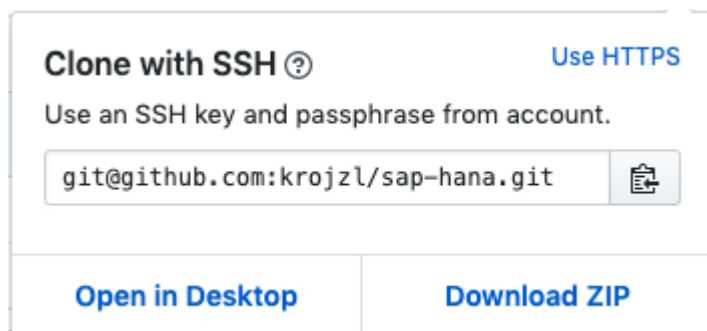 Clone with SSH
Use HTTPS
Use an SSH key and passphrase from account.
git@github.com:krojzl/sap-hana.git
Open in Desktop
Download ZIP